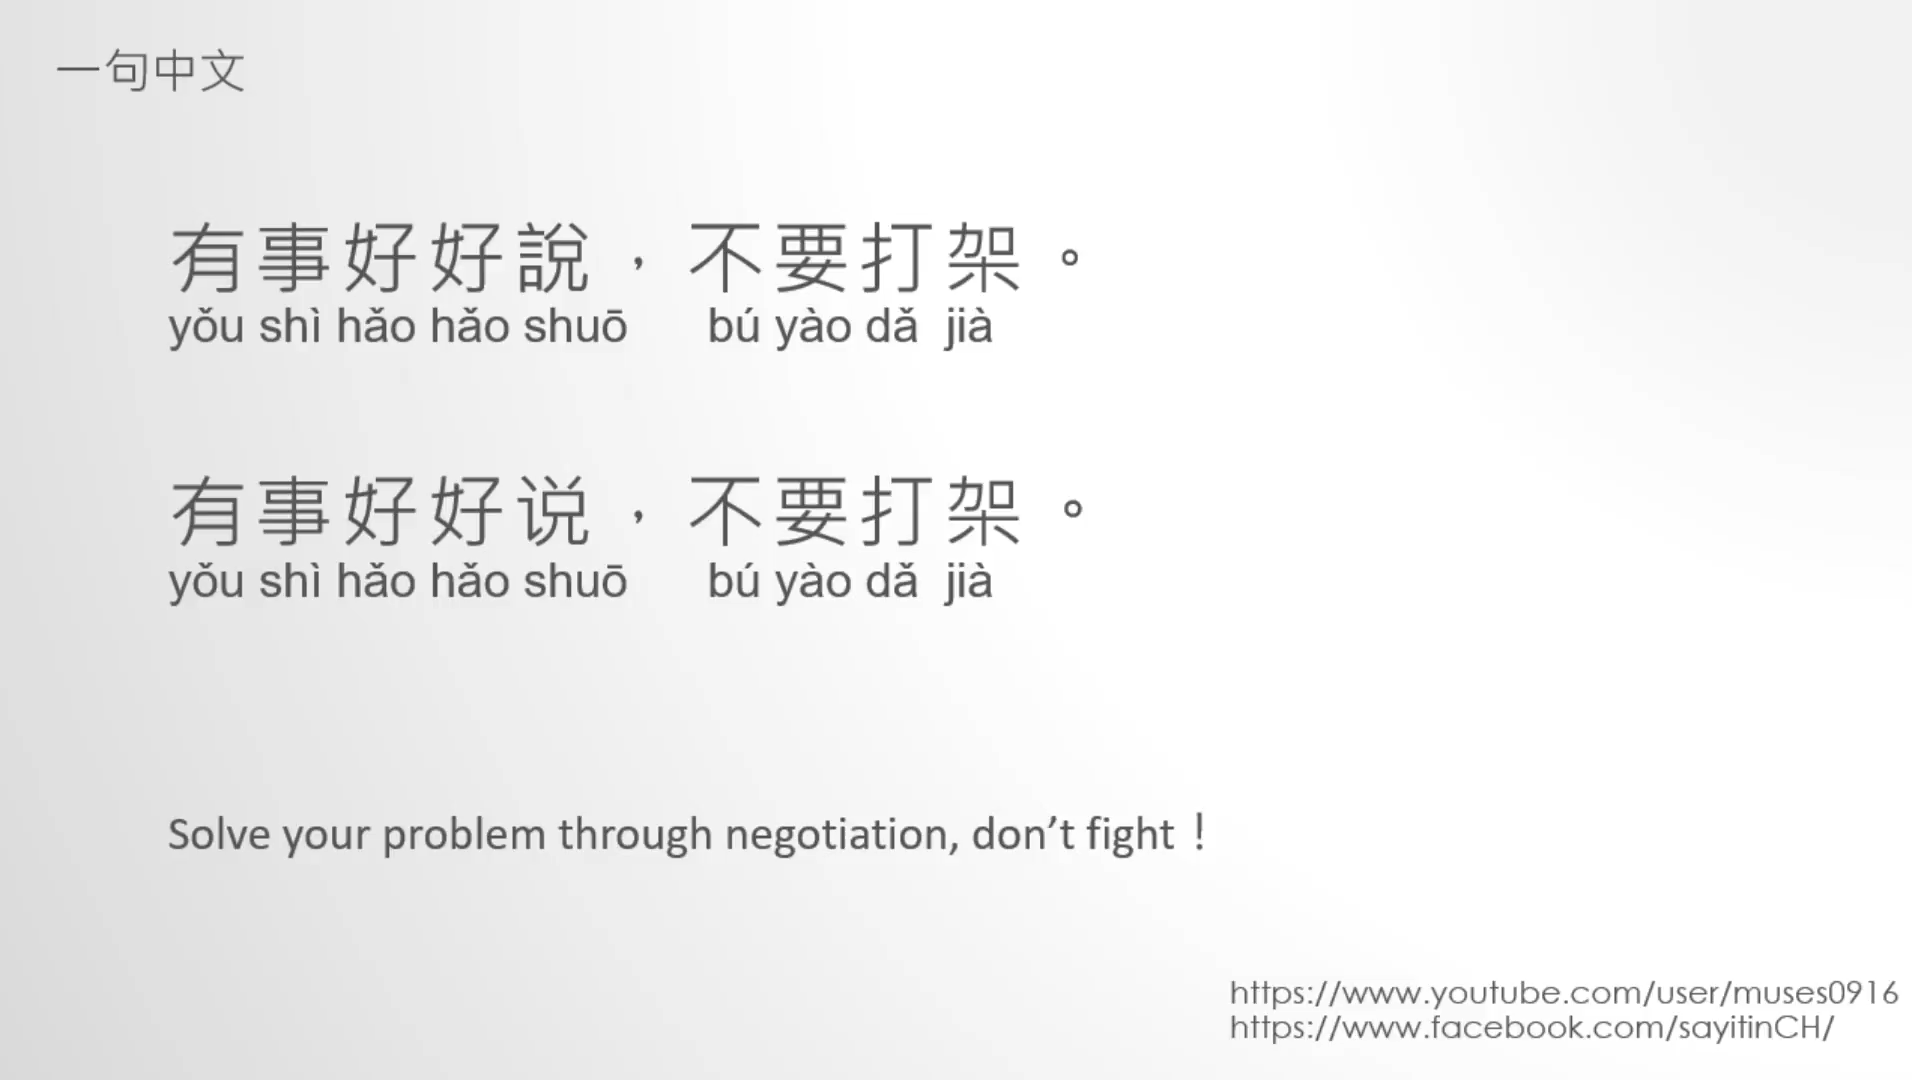 一句中文
有事好好說，不要打架。
yǒu shì hǎo hǎo shuō bú yào dǎ jià
有事好好说，不要打架。
yǒu shì hǎo hǎo shuō bú yào dǎ jià
Solve your problem through negotiation, don’t fight！
https://www.youtube.com/user/muses0916
https://www.facebook.com/sayitinCH/